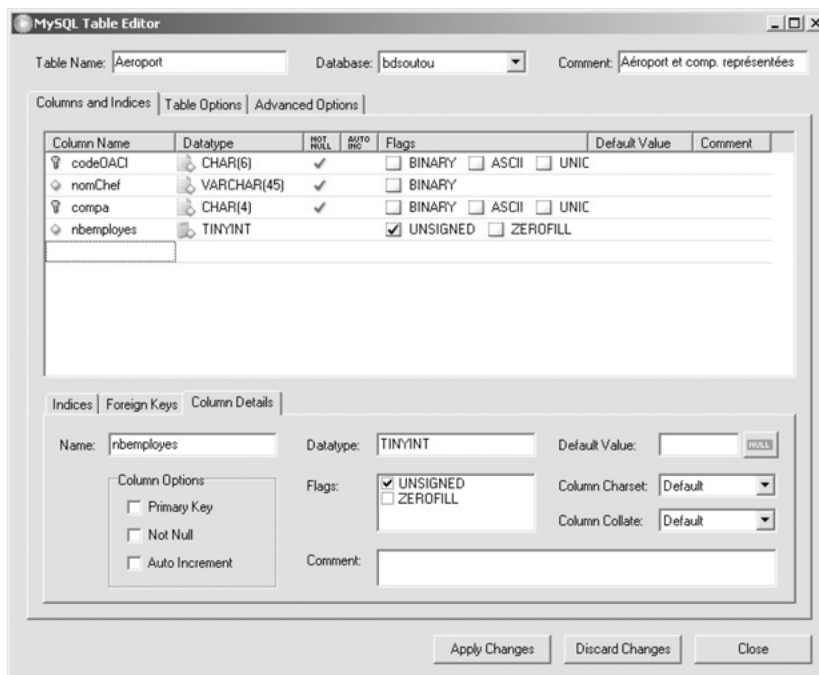 MySQL Table Editor
Table Name: Aeroport Database: bdsoutou Comment: Aéroport et comp. représentées
Columns and Indices Table Options Advanced Options
Column Name Datatype NOT NULL AUTO INC Flags Default Value Comment
codeOACI CHAR(6) BINARY ASCII UNIC
nomChef VARCHAR(45) BINARY
compa CHAR(4) BINARY ASCII UNIC
nbemployes TINYINT UNSIGNED ZEROFILL
Indices Foreign Keys Column Details
Name: nbemployes Datatype: TINYINT Default Value: NULL
Column Options Flags: UNSIGNED Column Charset: Default
Primary Key ZEROFILL
Not Null Column Collate: Default
Auto Increment Comment:
Apply Changes Discard Changes Close